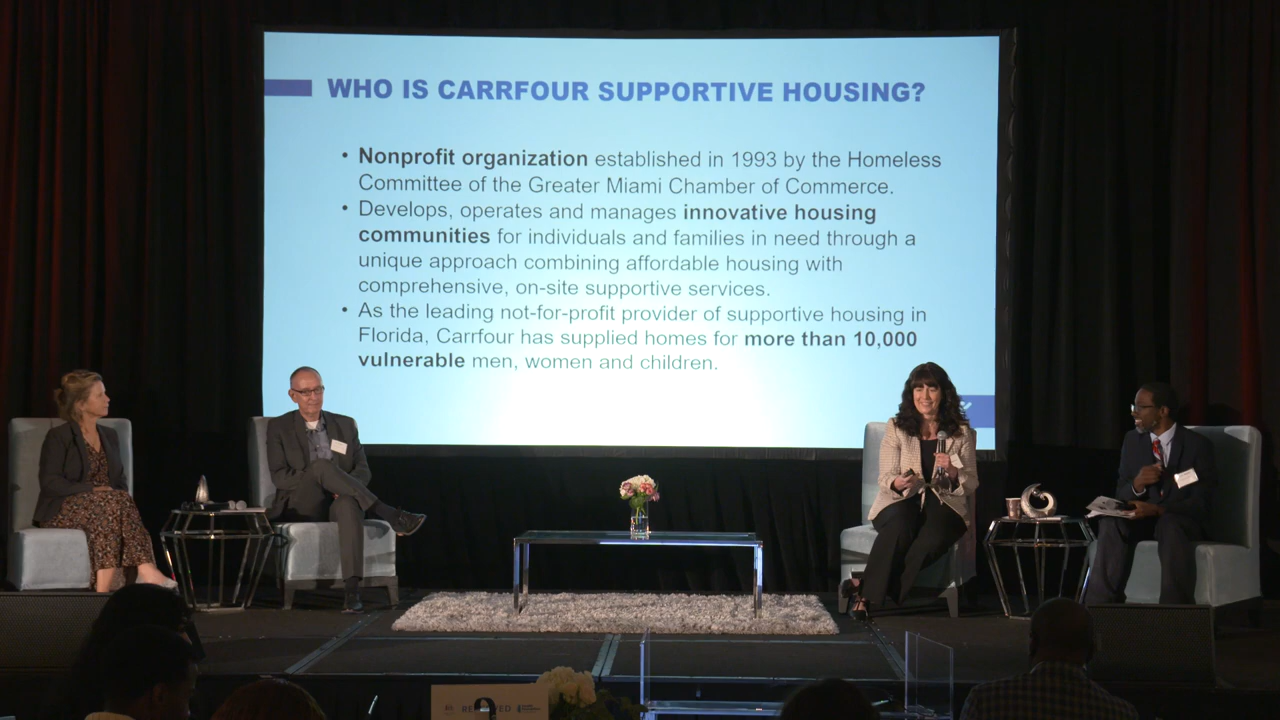 WHO IS CARRFOUR SUPPORTIVE HOUSING?
• Nonprofit organization established in 1993 by the Homeless
Committee of the Greater Miami Chamber of Commerce.
• Develops, operates and manages innovative housing
communities for individuals and families in need through a
unique approach combining affordable housing with
comprehensive, on-site supportive services.
• As the leading not-for-profit provider of supportive housing in
Florida, Carrfour has supplied homes for more than 10,000
vulnerable men, women and children.